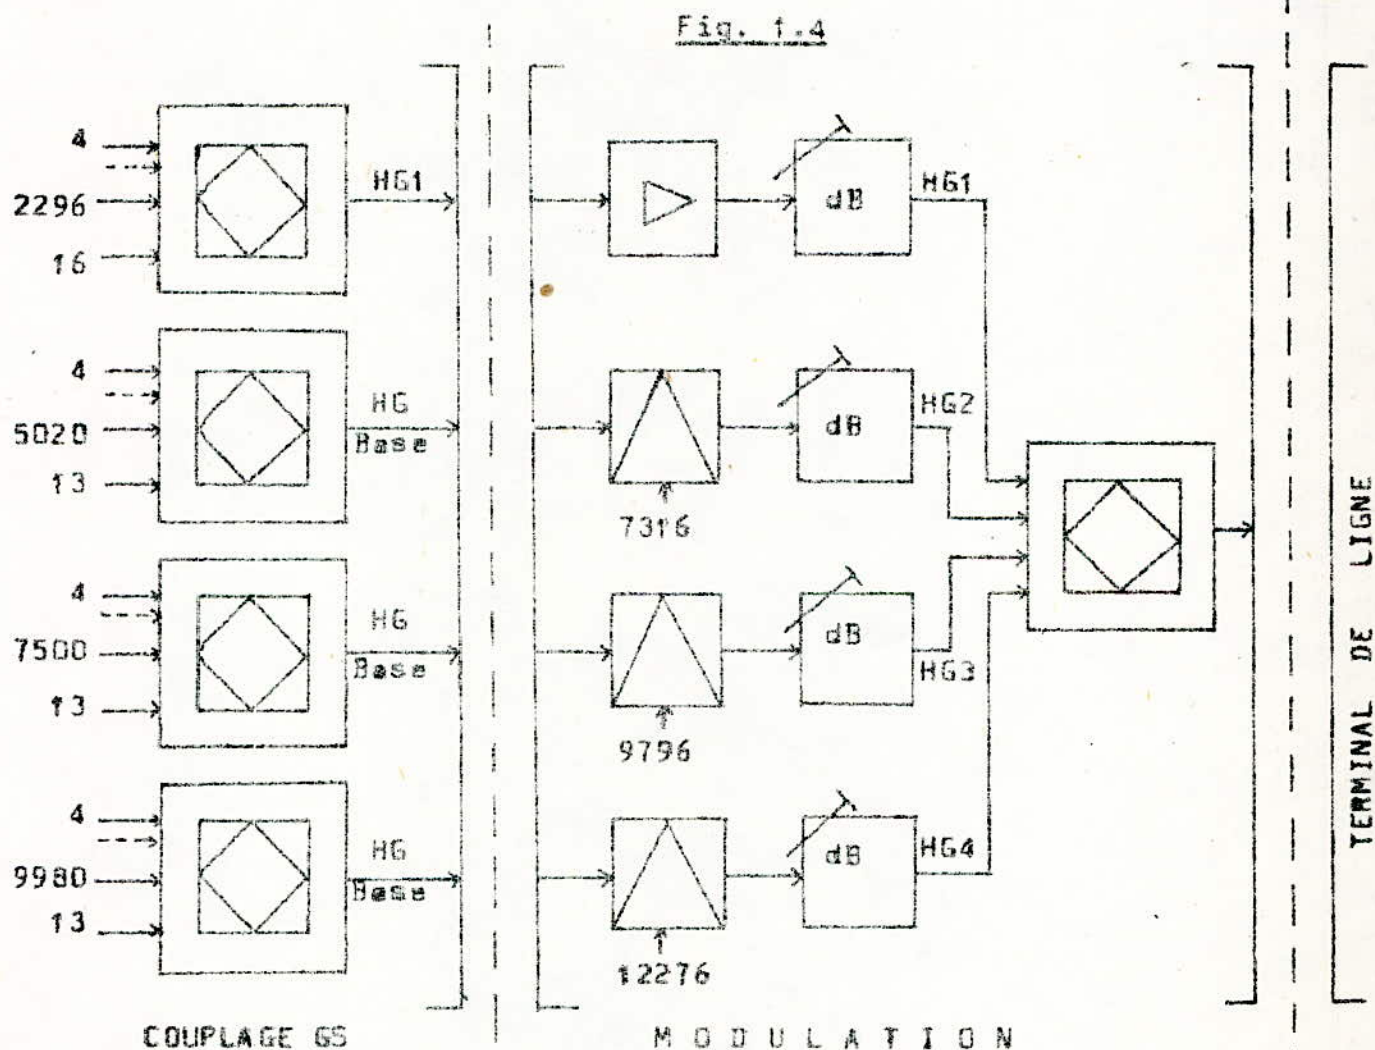 Fig. 1.4
4
2296
16
HG1
4
5020
13
HG
Base
4
7500
13
HG
Base
4
9980
13
HG
Base
COUPLAGE GS
dB
HG1
dB
HG2
7316
dB
HG3
9796
dB
HG4
12276
MODULATION
TERMINAL DE LIGNE